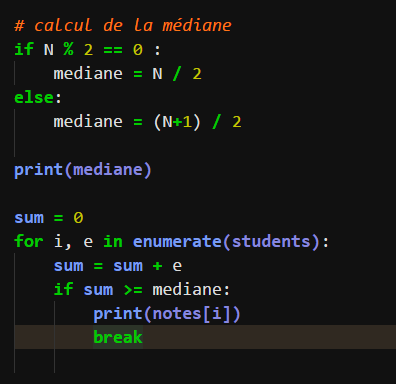 # calcul de la médiane
if N % 2 == 0 :
    mediane = N / 2
else:
    mediane = (N+1) / 2
print(mediane)
sum = 0
for i, e in enumerate(students):
    sum = sum + e
    if sum >= mediane:
        print(notes[i])
        break